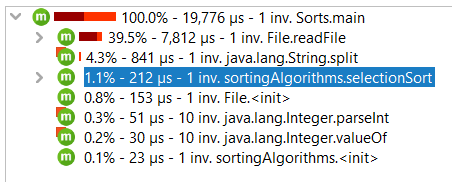 m 100.0% - 19,776 µs - 1 inv. Sorts.main
m 39.5% - 7,812 µs - 1 inv. File.readFile
m 4.3% - 841 µs - 1 inv. java.lang.String.split
m 1.1% - 212 µs - 1 inv. sortingAlgorithms.selectionSort
m 0.8% - 153 µs - 1 inv. File.<init>
m 0.3% - 51 µs - 10 inv. java.lang.Integer.parseInt
m 0.2% - 30 µs - 10 inv. java.lang.Integer.valueOf
m 0.1% - 23 µs - 1 inv. sortingAlgorithms.<init>